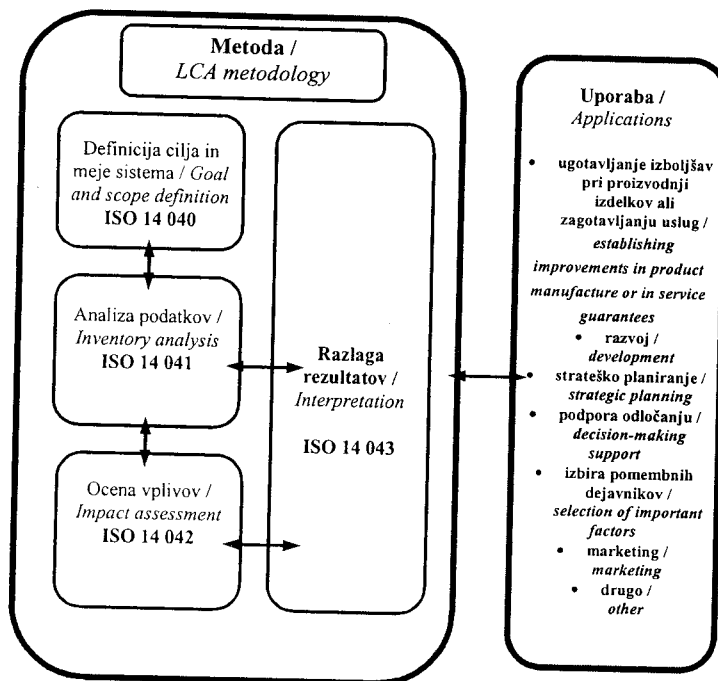 Metoda /
LCA metodology
Definicija cilja in
meje sistema / Goal
and scope definition
ISO 14 040
Analiza podatkov /
Inventory analysis
ISO 14 041
Ocena vplivov /
Impact assessment
ISO 14 042
Razlaga
rezultatov /
Interpretation
ISO 14 043
Uporaba /
Applications
• ugotavljanje izboljšav
pri proizvodnji
izdelkov ali
zagotavljanju uslug /
establishing
improvements in product
manufacture or in service
guarantees
• razvoj /
development
• strateško planiranje /
strategic planning
• podpora odločanju /
decision-making
support
• izbira pomembnih
dejavnikov /
selection of important
factors
• marketing /
marketing
• drugo /
other